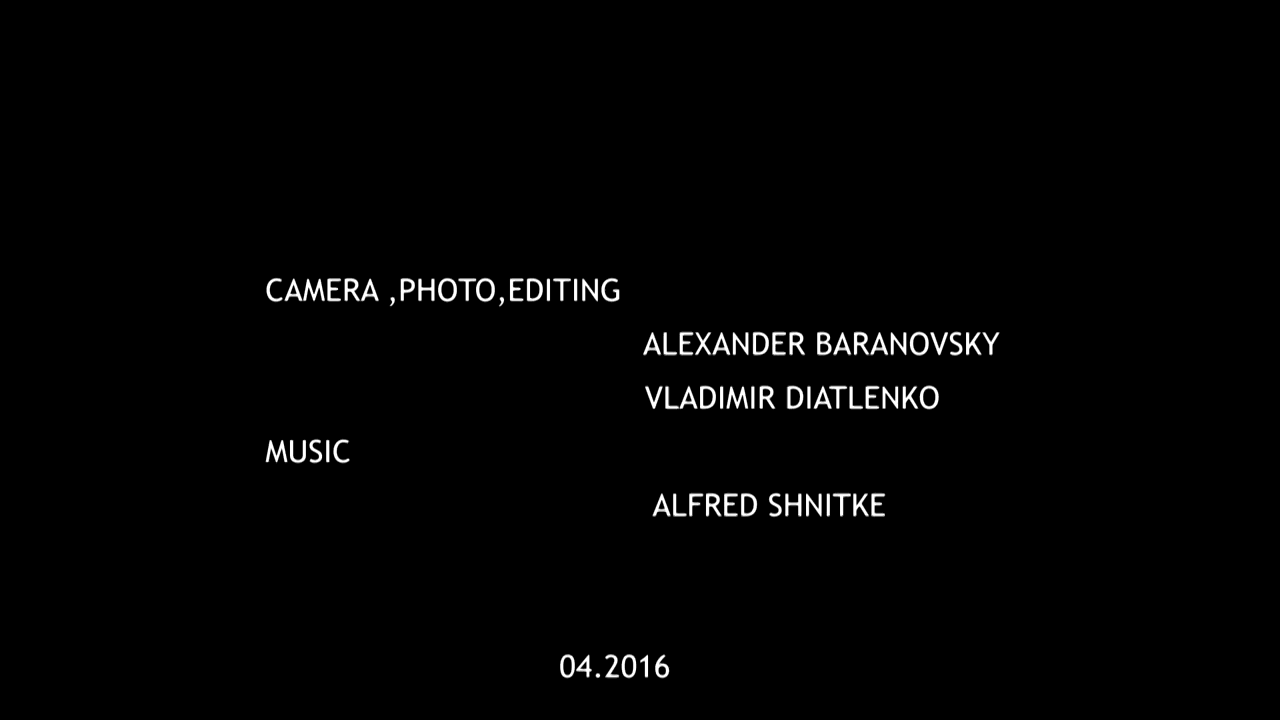 CAMERA ,PHOTO,EDITING
ALEXANDER BARANOVSKY
VLADIMIR DIATLENKO
MUSIC
ALFRED SHNITKE
04.2016